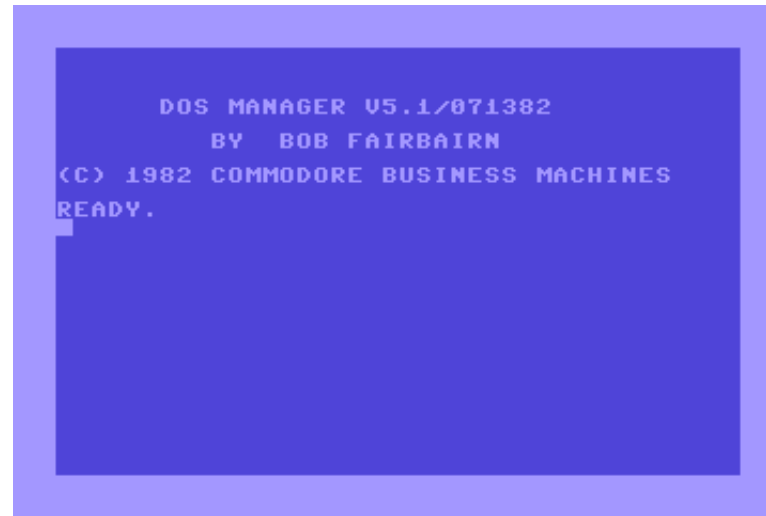 DOS MANAGER V5.1/071382
BY  BOB FAIRBAIRN
(C) 1982 COMMODORE BUSINESS MACHINES
READY.